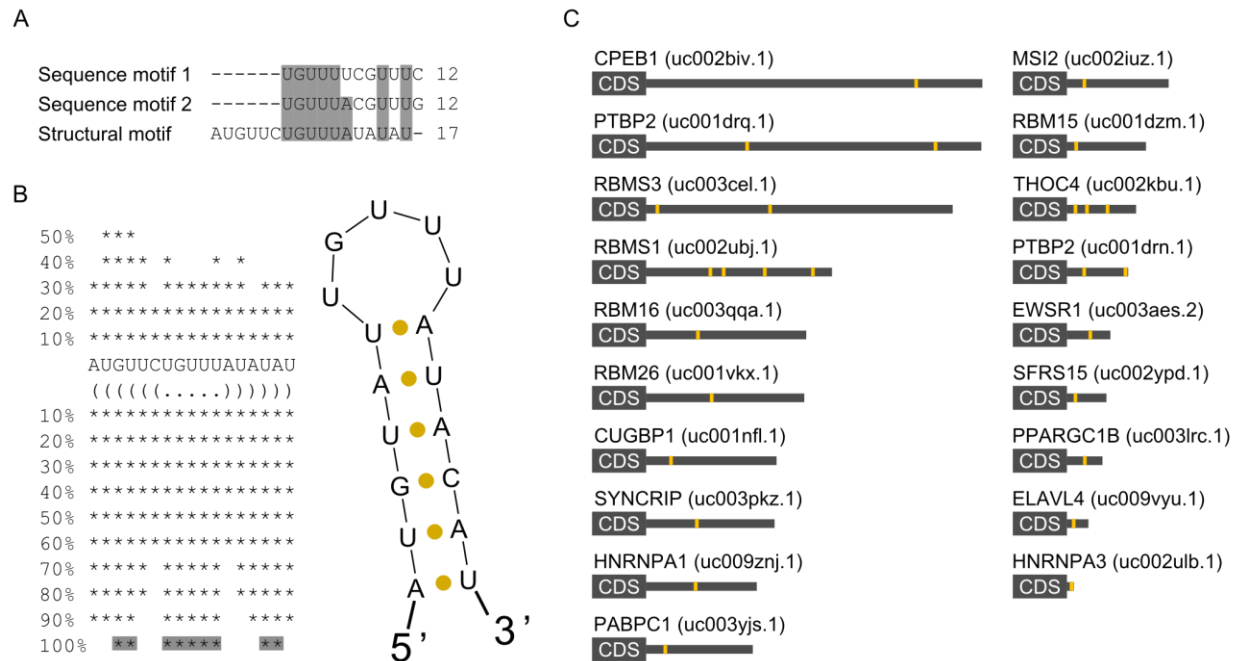 A
Sequence motif 1 ------UGUUUUCGUUUC 12
Sequence motif 2 ------UGUUUACGUUUG 12
Structural motif AUGUUCUGUUUAUAUAU- 17
B
50% ***
40% **** * * *
30% ****** ******* ***
20% *****************
10% *****************
AUGUUCUGUUUAUAUAU
((((((.....))))))
10% *****************
20% *****************
30% *****************
40% *****************
50% *****************
60% *****************
70% ***** ***** *****
80% ***** ***** *****
90% **** ***** ****
100% ** ***** **
U
G U
U U
U A
A U
U A
G C
U A
A U
5’ 3’
C
CPEB1 (uc002biv.1)
CDS
PTBP2 (uc001drq.1)
CDS
RBMS3 (uc003cel.1)
CDS
RBMS1 (uc002ubj.1)
CDS
RBM16 (uc003qqa.1)
CDS
RBM26 (uc001vkx.1)
CDS
CUGBP1 (uc001nfl.1)
CDS
SYNCRIP (uc003pkz.1)
CDS
HNRNPA1 (uc009znj.1)
CDS
PABPC1 (uc003yjs.1)
CDS
MSI2 (uc002iuz.1)
CDS
RBM15 (uc001dzm.1)
CDS
THOC4 (uc002kbu.1)
CDS
PTBP2 (uc001drn.1)
CDS
EWSR1 (uc003aes.2)
CDS
SFRS15 (uc002ypd.1)
CDS
PPARGC1B (uc003lrc.1)
CDS
ELAVL4 (uc009vyu.1)
CDS
HNRNPA3 (uc002ulb.1)
CDS